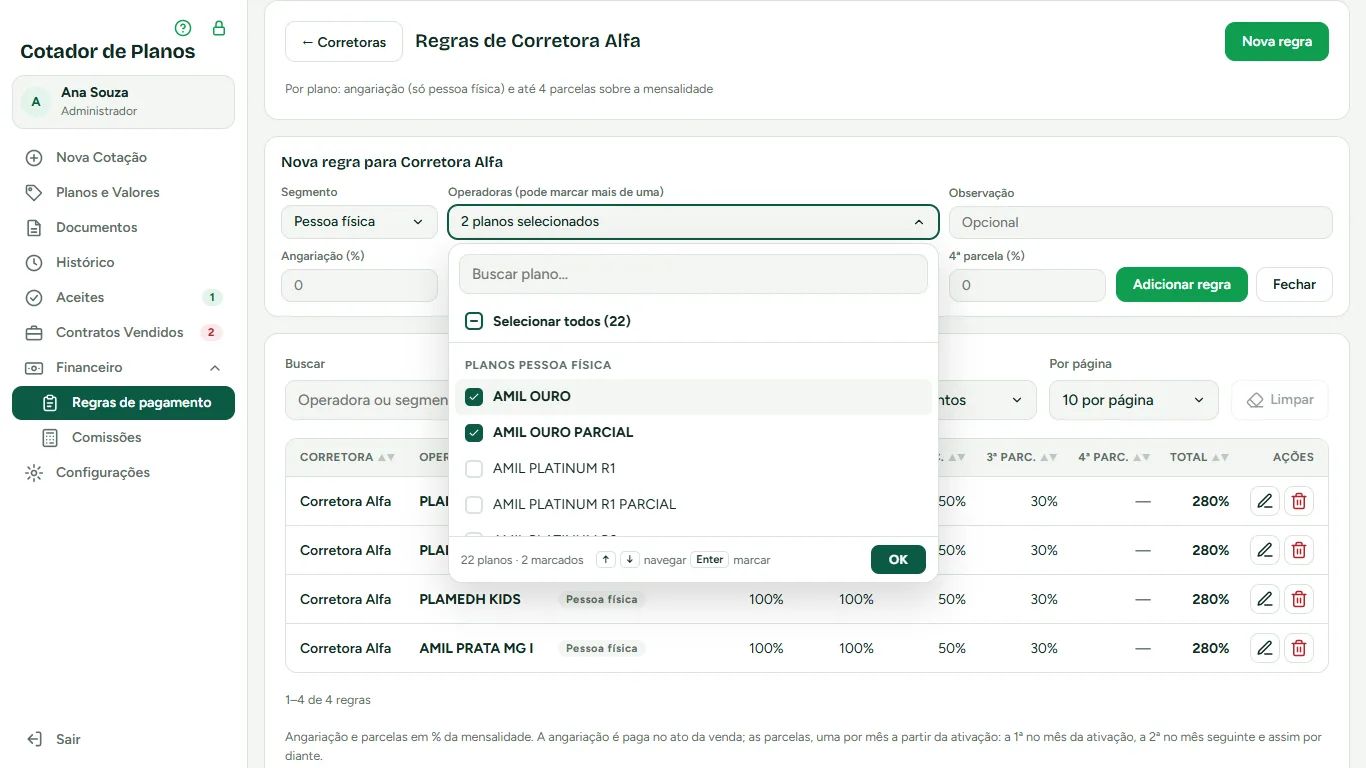 Cotador de Planos
A
Ana Souza
Administrador
Nova Cotação
Planos e Valores
Documentos
Histórico
Aceites 1
Contratos Vendidos 2
Financeiro
Regras de pagamento
Comissões
Configurações
Sair
← Corretoras
Regras de Corretora Alfa
Nova regra
Por plano: angariação (só pessoa física) e até 4 parcelas sobre a mensalidade
Nova regra para Corretora Alfa
Segmento
Operadoras (pode marcar mais de uma)
Observação
Pessoa física
2 planos selecionados
Opcional
Angariação (%)
4ª parcela (%)
0
0
Adicionar regra
Fechar
Buscar plano...
Selecionar todos (22)
PLANOS PESSOA FÍSICA
AMIL OURO
AMIL OURO PARCIAL
AMIL PLATINUM R1
AMIL PLATINUM R1 PARCIAL
22 planos · 2 marcados ↑ ↓ navegar Enter marcar
OK
Buscar
Por página
Operadora ou segmen
ntos
10 por página
Limpar
CORRETORA ▲▼ OPER C. ▲▼ 3ª PARC. ▲▼ 4ª PARC. ▲▼ TOTAL ▲▼ AÇÕES
Corretora Alfa PLA 50% 30% — 280%
Corretora Alfa PLA 50% 30% — 280%
Corretora Alfa PLAMEDH KIDS Pessoa física 100% 100% 50% 30% — 280%
Corretora Alfa AMIL PRATA MG I Pessoa física 100% 100% 50% 30% — 280%
1–4 de 4 regras
Angariação e parcelas em % da mensalidade. A angariação é paga no ato da venda; as parcelas, uma por mês a partir da ativação: a 1ª no mês da ativação, a 2ª no mês seguinte e assim por
diante.